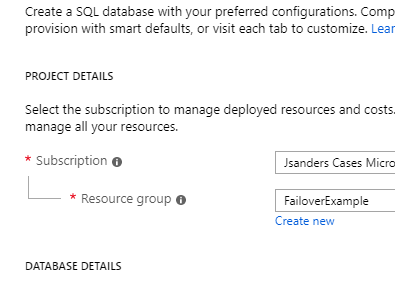 Create a SQL database with your preferred configurations. Comp
provision with smart defaults, or visit each tab to customize. Lear
PROJECT DETAILS
Select the subscription to manage deployed resources and costs.
manage all your resources.
* Subscription
Jsanders Cases Micro
* Resource group
FailoverExample
Create new
DATABASE DETAILS